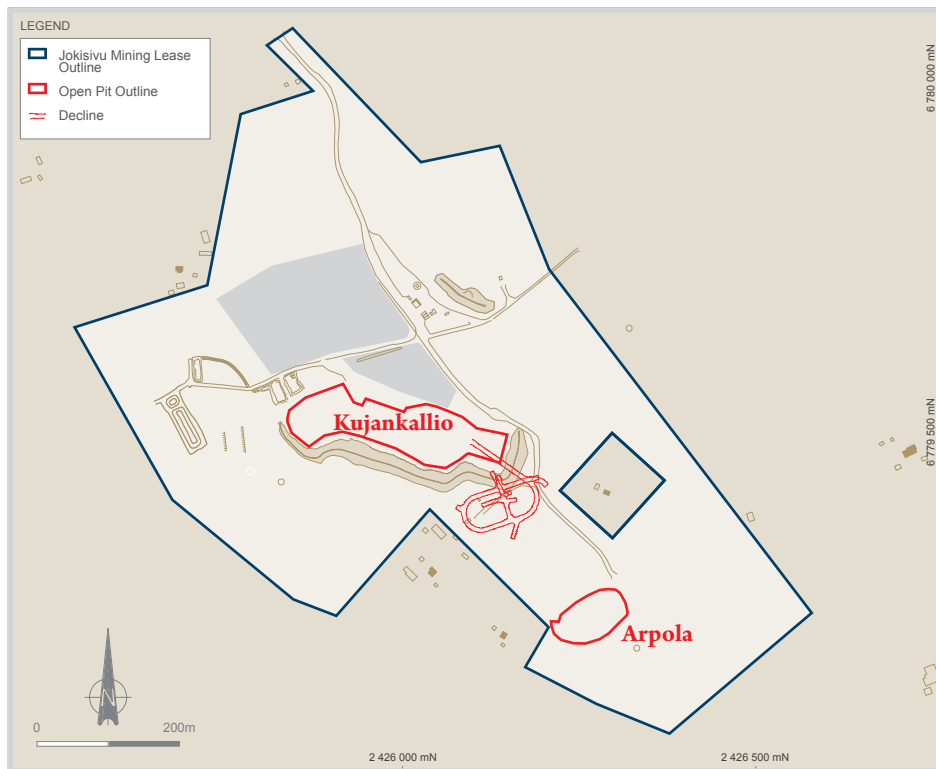 LEGEND
Jokisivu Mining Lease
Outline
Open Pit Outline
Decline
6 780 000 mN
Kujankallio
6 779 500 mN
Arpola
N
0 200m
2 426 000 mN
2 426 500 mN